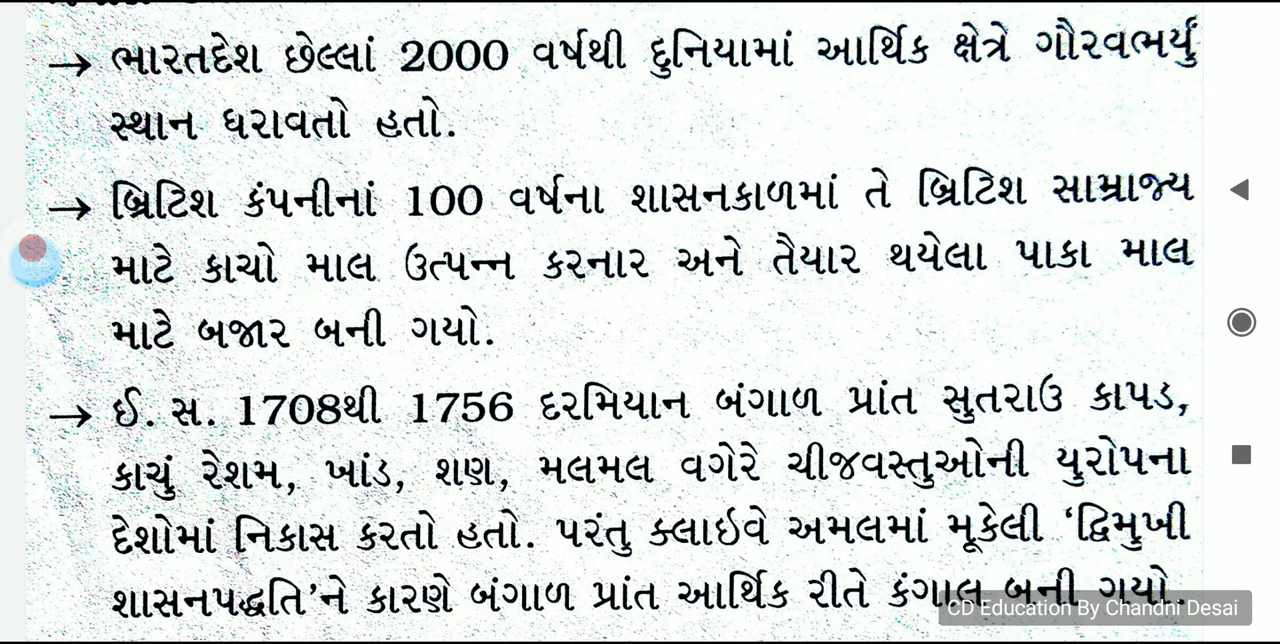 → ભારતદેશ છેલ્લાં 2000 વર્ષથી દુનિયામાં આર્થિક ક્ષેત્રે ગૌરવભર્યું
સ્થાન ધરાવતો હતો.
→ બ્રિટિશ કંપનીનાં 100 વર્ષના શાસનકાળમાં તે બ્રિટિશ સામ્રાજ્ય
માટે કાચો માલ ઉત્પન્ન કરનાર અને તૈયાર થયેલા પાકા માલ
માટે બજાર બની ગયો.
→ ઈ. સ. 1708થી 1756 દરમિયાન બંગાળ પ્રાંત સુતરાઉ કાપડ,
કાચું રેશમ, ખાંડ, શણ, મલમલ વગેરે ચીજવસ્તુઓની યુરોપના
દેશોમાં નિકાસ કરતો હતો. પરંતુ ક્લાઇવે અમલમાં મૂકેલી ‘દ્વિમુખી
શાસનપદ્ધતિ’ને કારણે બંગાળ પ્રાંત આર્થિક રીતે કંગાલ બની ગયો.
CD Education By Chandni Desai